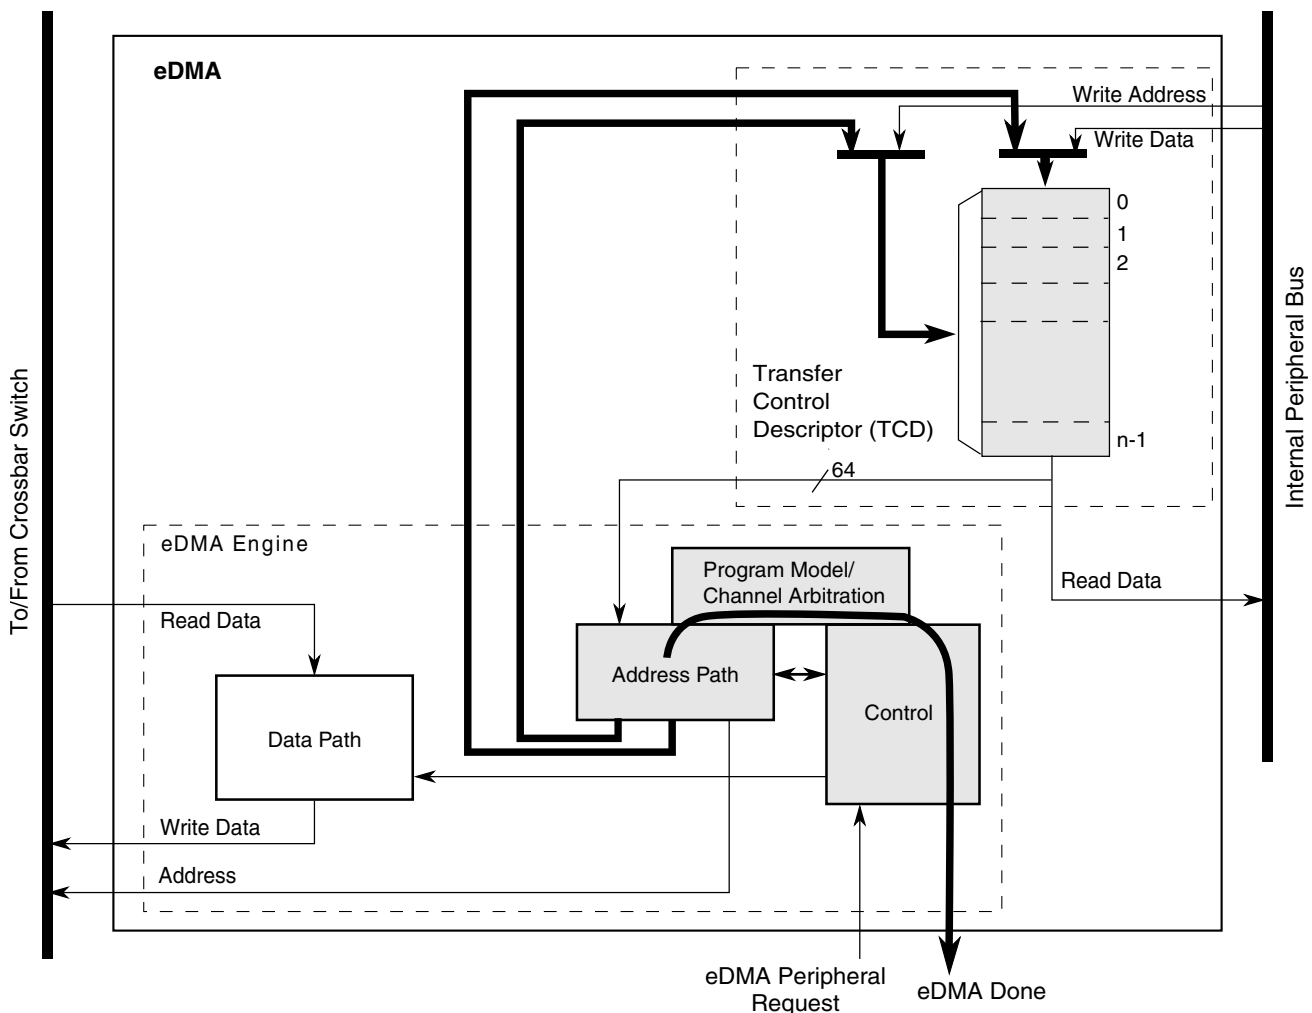 eDMA
Write Address
Write Data
0
1
2
n-1
Transfer
Control
Descriptor (TCD)
64
To/From Crossbar Switch
Internal Peripheral Bus
eDMA Engine
Program Model/
Channel Arbitration
Read Data
Read Data
Address Path
Control
Data Path
Write Data
Address
eDMA Peripheral
Request
eDMA Done